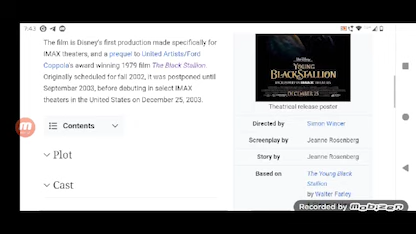 7:43
The film is Disney's first production made specifically for
IMAX theaters, and a prequel to United Artists/Ford
Coppola's award winning 1979 film The Black Stallion.
Originally scheduled for fall 2002, it was postponed until
September 2003, before debuting in select IMAX
theaters in the United States on December 25, 2003.
Contents
Plot
Cast
YOUNG
BLACK STALLION
DECEMBER 25
Theatrical release poster
Directed by Simon Wincer
Screenplay by Jeanne Rosenberg
Story by Jeanne Rosenberg
Based on The Young Black
Stallion
by Walter Farley
Recorded by Mobizen